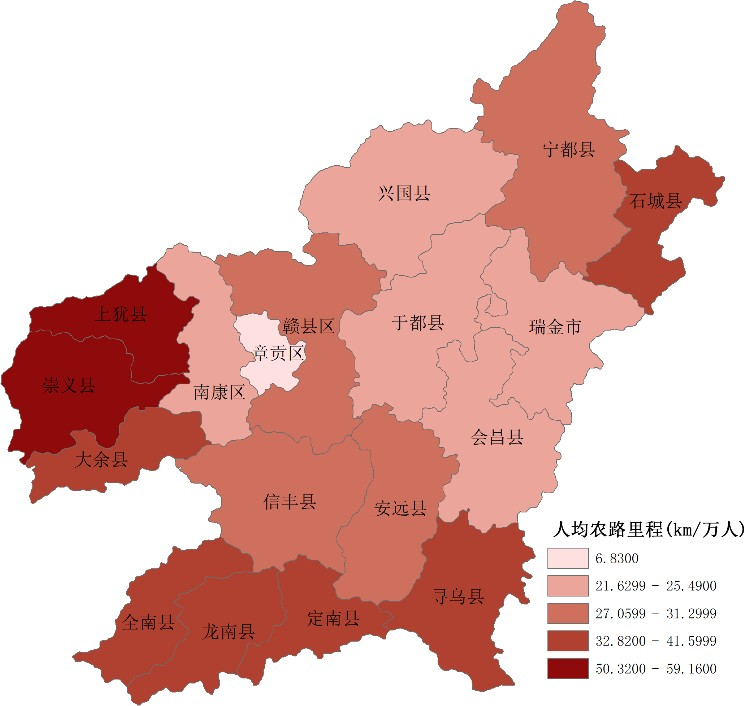 宁都县
石城县
兴国县
上犹县
赣县区
于都县
瑞金市
章贡区
崇义县
南康区
会昌县
大余县
信丰县
安远县
寻乌县
定南县
全南县
龙南县
人均农路里程(km/万人)
6.8300
21.6299 - 25.4900
27.0599 - 31.2999
32.8200 - 41.5999
50.3200 - 59.1600